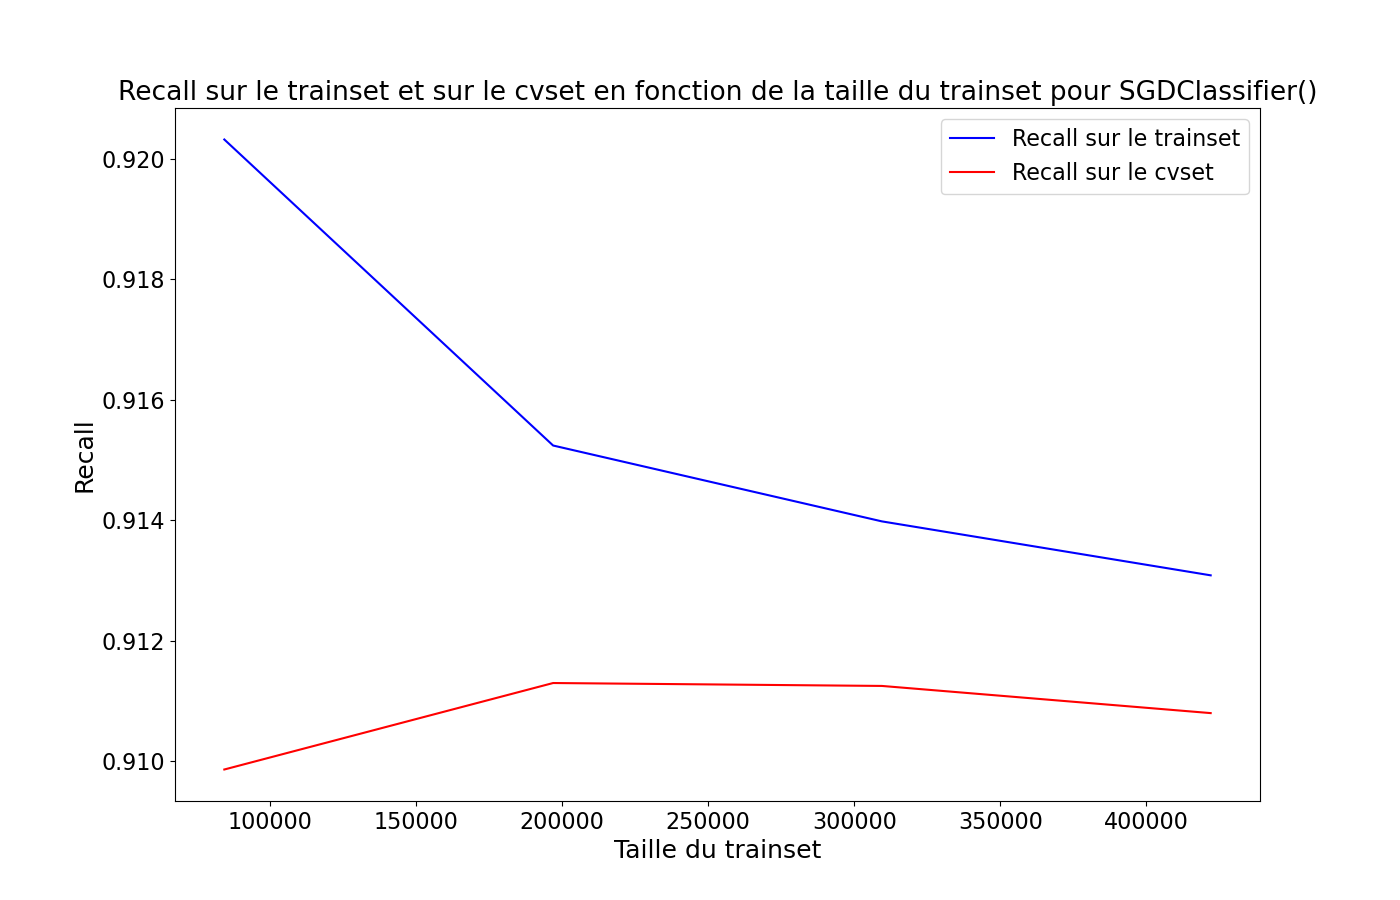 Recall sur le trainset et sur le cvset en fonction de la taille du trainset pour SGDClassifier()
Recall sur le trainset
Recall sur le cvset
0.920
0.918
0.916
0.914
0.912
0.910
Recall
100000 150000 200000 250000 300000 350000 400000
Taille du trainset